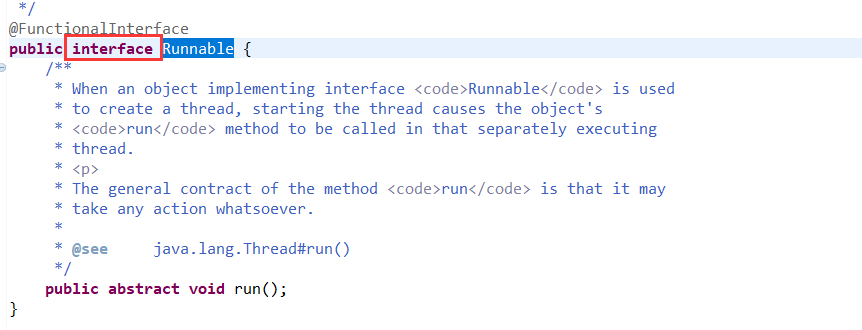 */
@FunctionalInterface
public interface Runnable {
/**
* When an object implementing interface <code>Runnable</code> is used
* to create a thread, starting the thread causes the object's
* <code>run</code> method to be called in that separately executing
* thread.
* <p>
* The general contract of the method <code>run</code> is that it may
* take any action whatsoever.
*
* @see     java.lang.Thread#run()
*/
public abstract void run();
}